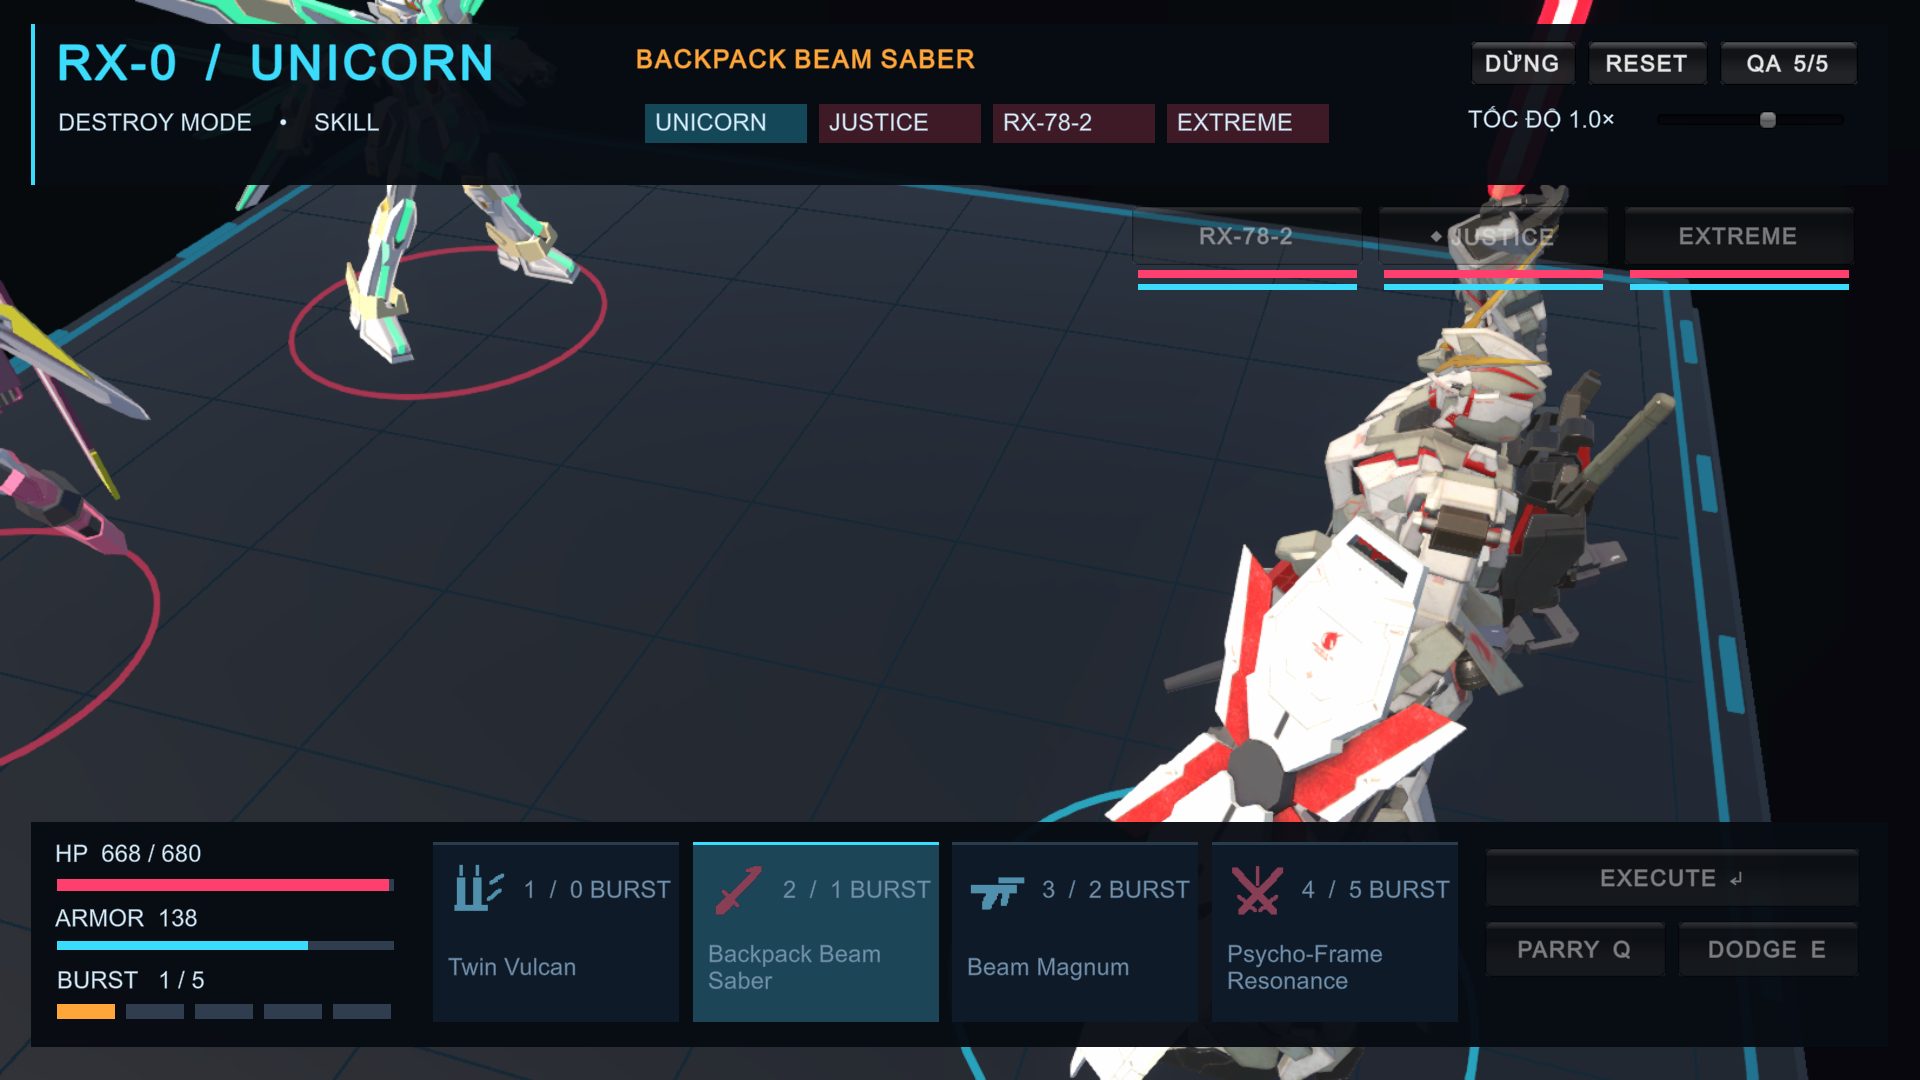 RX-0 / UNICORN
DESTROY MODE • SKILL
BACKPACK BEAM SABER
UNICORN
JUSTICE
RX-78-2
EXTREME
DỪNG
RESET
QA 5/5
TỐC ĐỘ 1.0×
RX-78-2
◆ JUSTICE
EXTREME
HP 668 / 680
ARMOR 138
BURST 1 / 5
1 / 0 BURST
Twin Vulcan
2 / 1 BURST
Backpack Beam
Saber
3 / 2 BURST
Beam Magnum
4 / 5 BURST
Psycho-Frame
Resonance
EXECUTE ↲
PARRY Q
DODGE E